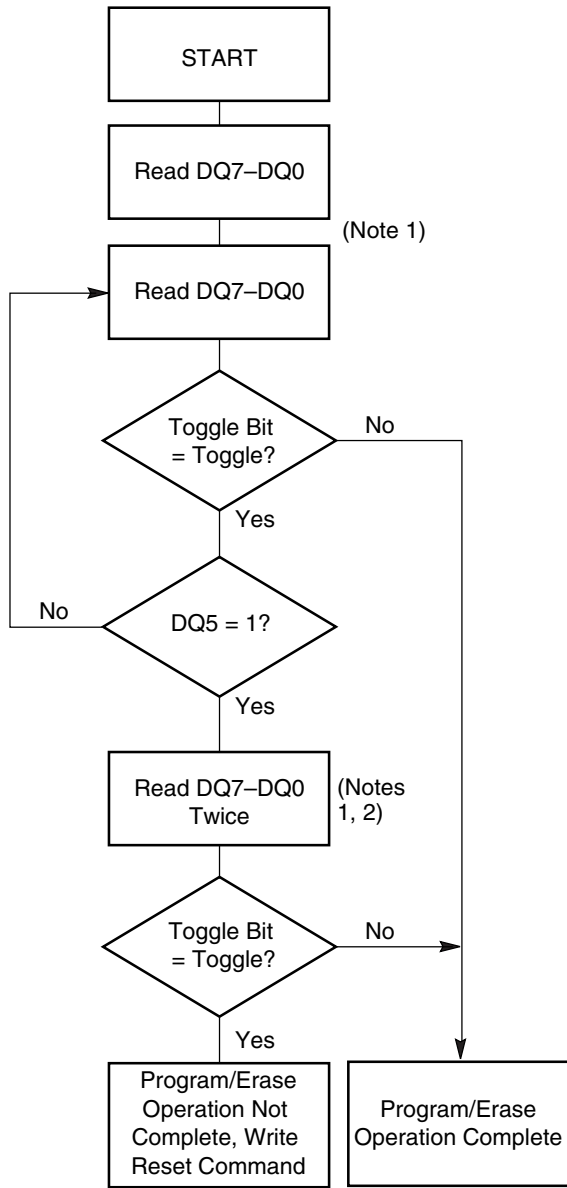 START
Read DQ7–DQ0
(Note 1)
Read DQ7–DQ0
Toggle Bit
= Toggle?
No
Yes
No
DQ5 = 1?
Yes
Read DQ7–DQ0
Twice
(Notes
1, 2)
Toggle Bit
= Toggle?
No
Yes
Program/Erase
Operation Not
Complete, Write
Reset Command
Program/Erase
Operation Complete